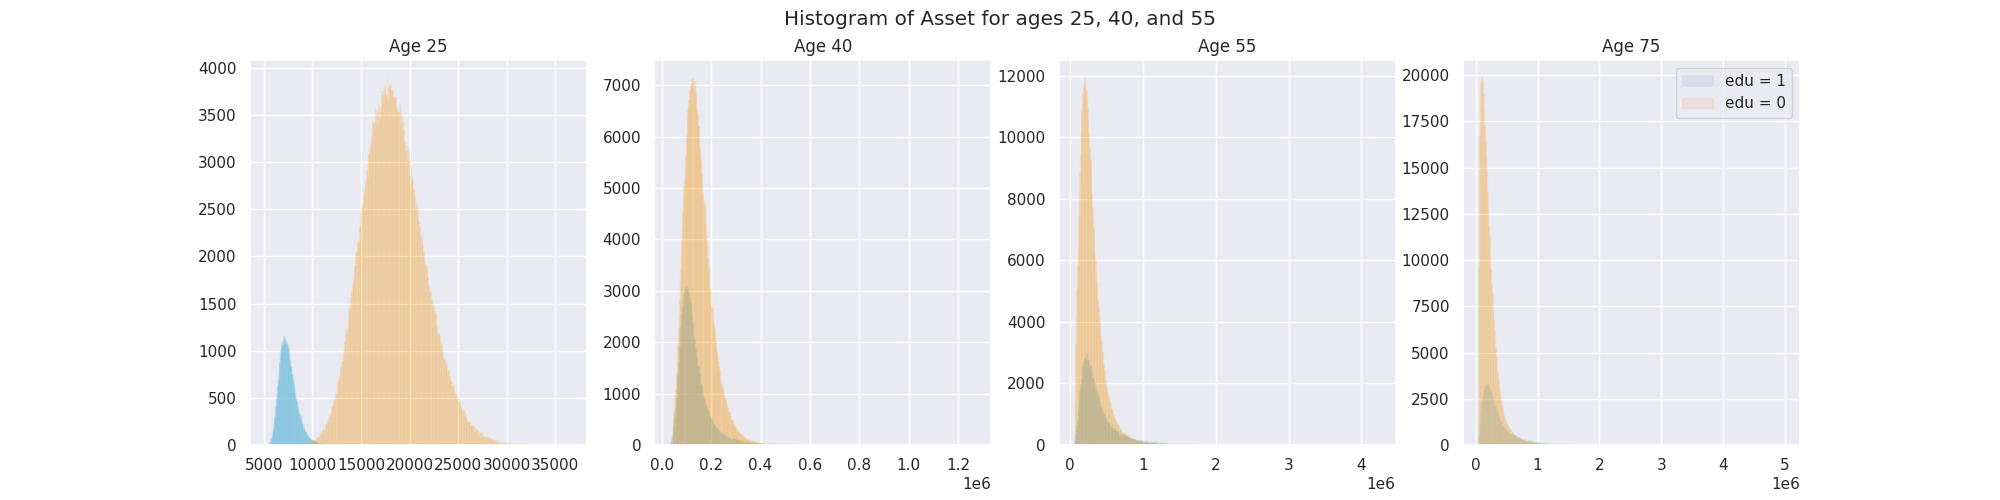 Histogram of Asset for ages 25, 40, and 55
Age 25
4000
3500
3000
2500
2000
1500
1000
500
0
5000 10000 15000 20000 25000 30000 35000
Age 40
7000
6000
5000
4000
3000
2000
1000
0
0.0 0.2 0.4 0.6 0.8 1.0 1.2
1e6
Age 55
12000
10000
8000
6000
4000
2000
0
0 1 2 3 4
1e6
Age 75
20000
17500
15000
12500
10000
7500
5000
2500
0
0 1 2 3 4 5
1e6
edu = 1
edu = 0